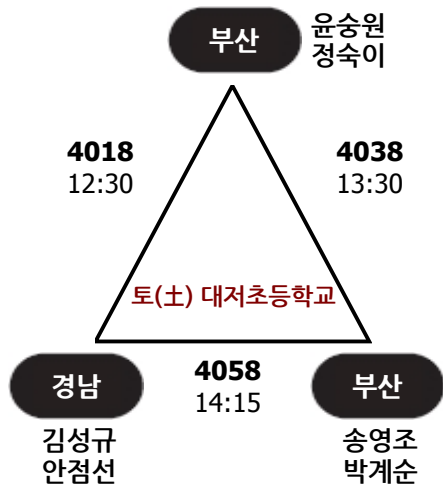 부산
윤숭원
정숙이
4018
12:30
4038
13:30
토(土) 대저초등학교
경남
4058
14:15
부산
김성규
안점선
송영조
박계순